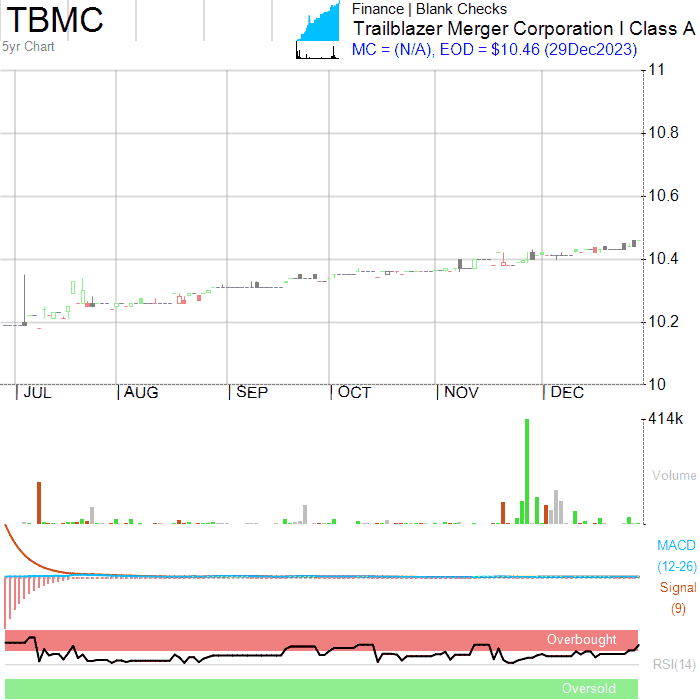 TBMC
5yr Chart
Finance | Blank Checks
Trailblazer Merger Corporation I Class A
MC = (N/A), EOD = $10.46 (29Dec2023)
11
10.8
10.6
10.4
10.2
10
JUL
AUG
SEP
OCT
NOV
DEC
414k
Volume
MACD
(12-26)
Signal
(9)
Overbought
RSI(14)
Oversold